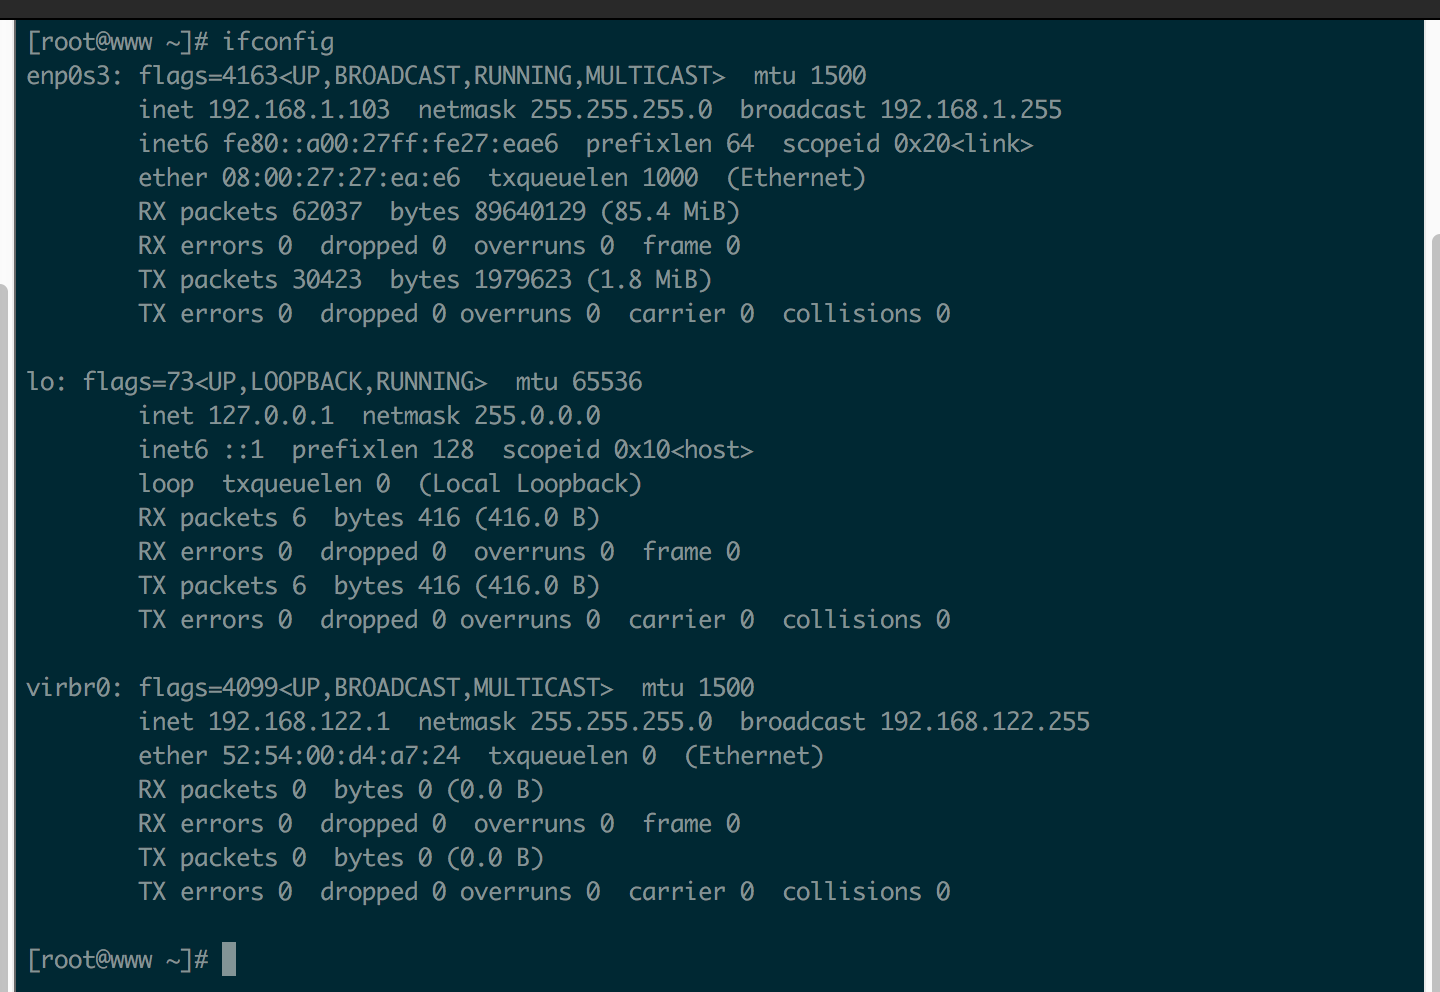 [root@www ~]# ifconfig
enp0s3: flags=4163<UP,BROADCAST,RUNNING,MULTICAST>  mtu 1500
        inet 192.168.1.103  netmask 255.255.255.0  broadcast 192.168.1.255
        inet6 fe80::a00:27ff:fe27:eae6  prefixlen 64  scopeid 0x20<link>
        ether 08:00:27:27:ea:e6  txqueuelen 1000  (Ethernet)
        RX packets 62037  bytes 89640129 (85.4 MiB)
        RX errors 0  dropped 0  overruns 0  frame 0
        TX packets 30423  bytes 1979623 (1.8 MiB)
        TX errors 0  dropped 0 overruns 0  carrier 0  collisions 0

lo: flags=73<UP,LOOPBACK,RUNNING>  mtu 65536
        inet 127.0.0.1  netmask 255.0.0.0
        inet6 ::1  prefixlen 128  scopeid 0x10<host>
        loop  txqueuelen 0  (Local Loopback)
        RX packets 6  bytes 416 (416.0 B)
        RX errors 0  dropped 0  overruns 0  frame 0
        TX packets 6  bytes 416 (416.0 B)
        TX errors 0  dropped 0 overruns 0  carrier 0  collisions 0

virbr0: flags=4099<UP,BROADCAST,MULTICAST>  mtu 1500
        inet 192.168.122.1  netmask 255.255.255.0  broadcast 192.168.122.255
        ether 52:54:00:d4:a7:24  txqueuelen 0  (Ethernet)
        RX packets 0  bytes 0 (0.0 B)
        RX errors 0  dropped 0  overruns 0  frame 0
        TX packets 0  bytes 0 (0.0 B)
        TX errors 0  dropped 0 overruns 0  carrier 0  collisions 0

[root@www ~]#